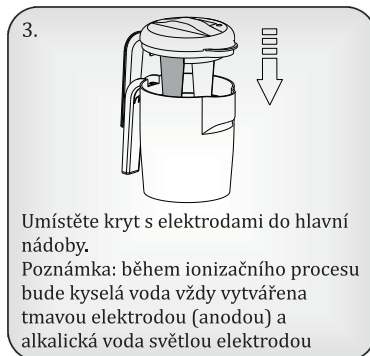 3.
Umístěte kryt s elektrodami do hlavní
nádoby.
Poznámka: během ionizačního procesu
bude kyselá voda vždy vytvářena
tmavou elektrodou (anodou) a
alkalická voda světlou elektrodou